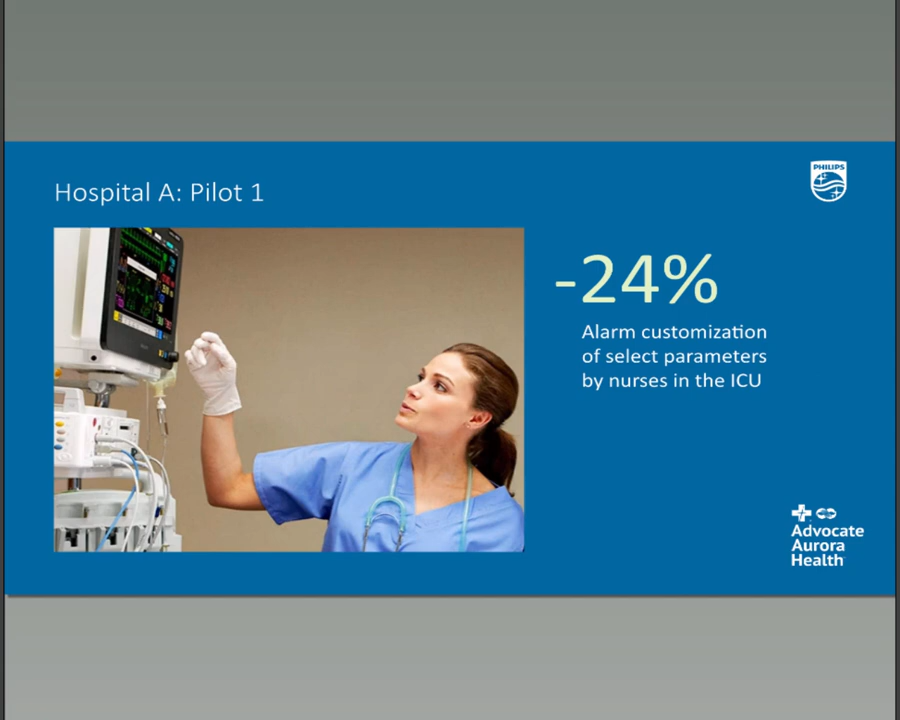 Hospital A: Pilot 1
PHILIPS
-24%
Alarm customization
of select parameters
by nurses in the ICU
Advocate
Aurora
Health